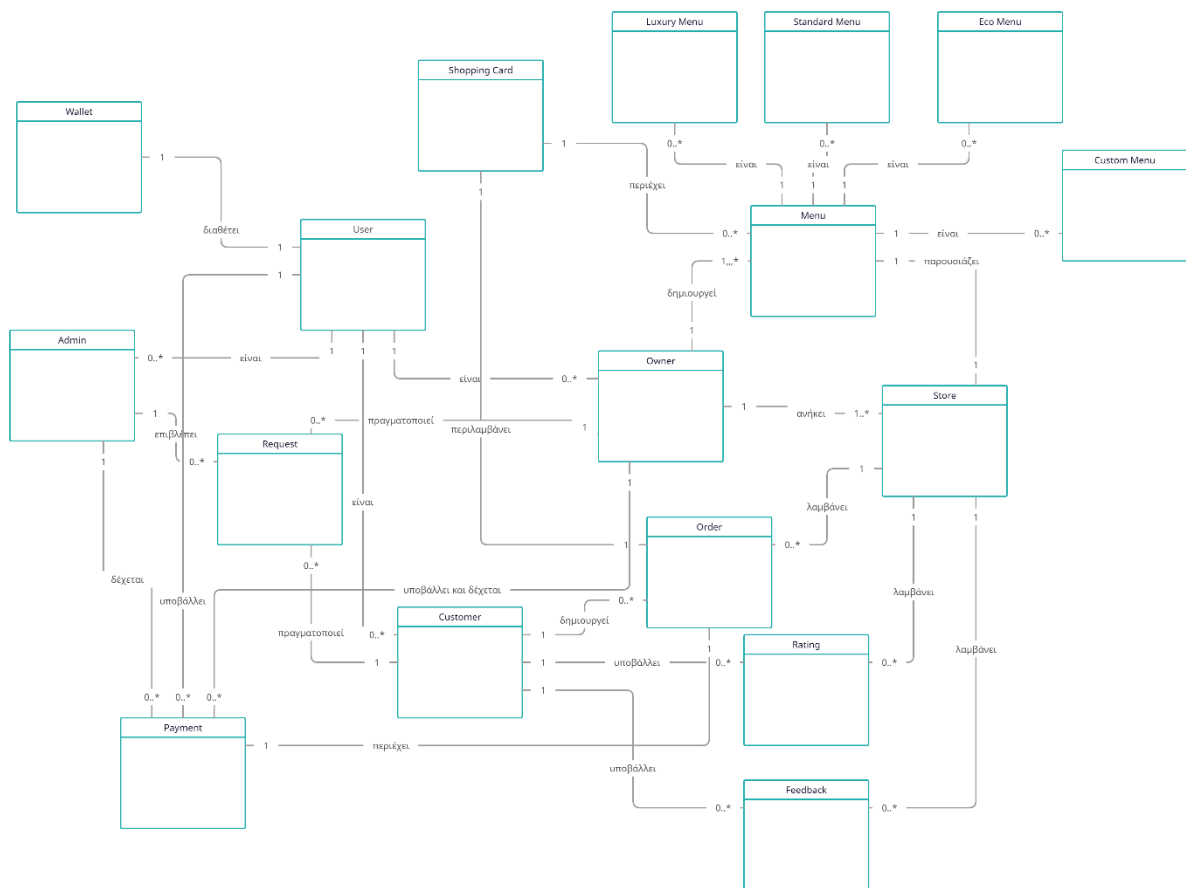 Luxury Menu
Standard Menu
Eco Menu
Shopping Card
Wallet
1
0..*
0..*
0..*
1
Custom Menu
είναι
είναι
είναι
περιέχει
1
1
1
1
Menu
διαθέτει
User
0..*
1
είναι
0..*
1
1
1,,,*
1
παρουσιάζει
δημιουργεί
Admin
1
0..*
είναι
1
1
1
Owner
1
είναι
0..*
Store
1
επιβλέπει
0..*
πραγματοποιεί
1
περιλαμβάνει
1
ανήκει
1..*
Request
1
0..*
1
1
είναι
λαμβάνει
1
1
Order
1
0..*
0..*
δέχεται
υποβάλλει
υποβάλλει και δέχεται
λαμβάνει
0..*
Customer
δημιουργεί
πραγματοποιεί
0..*
1
Rating
1
λαμβάνει
1
1
υποβάλλει
0..*
0..*
1
0..*
0..*
0..*
Payment
1
περιέχει
υποβάλλει
Feedback
0..*
0..*